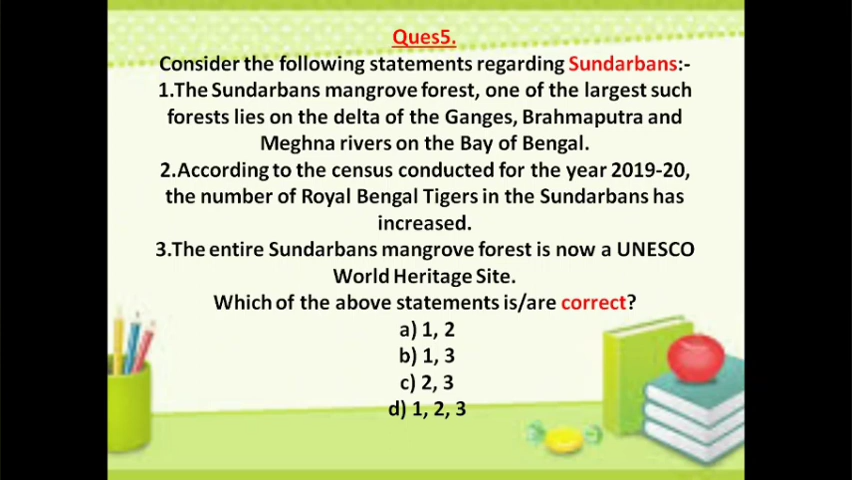 Ques5.
Consider the following statements regarding Sundarbans:-
1.The Sundarbans mangrove forest, one of the largest such
forests lies on the delta of the Ganges, Brahmaputra and
Meghna rivers on the Bay of Bengal.
2.According to the census conducted for the year 2019-20,
the number of Royal Bengal Tigers in the Sundarbans has
increased.
3.The entire Sundarbans mangrove forest is now a UNESCO
World Heritage Site.
Which of the above statements is/are correct?
a) 1, 2
b) 1, 3
c) 2, 3
d) 1, 2, 3